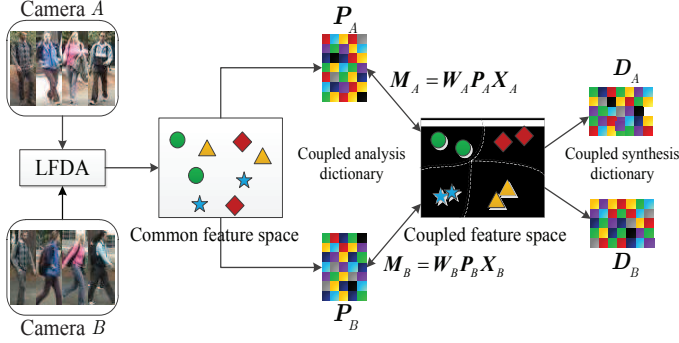 Camera A
P_A
M_A = W_A P_A X_A
D_A
LFDA
Coupled analysis
dictionary
Coupled synthesis
dictionary
Common feature space
Coupled feature space
M_B = W_B P_B X_B
D_B
P_B
Camera B